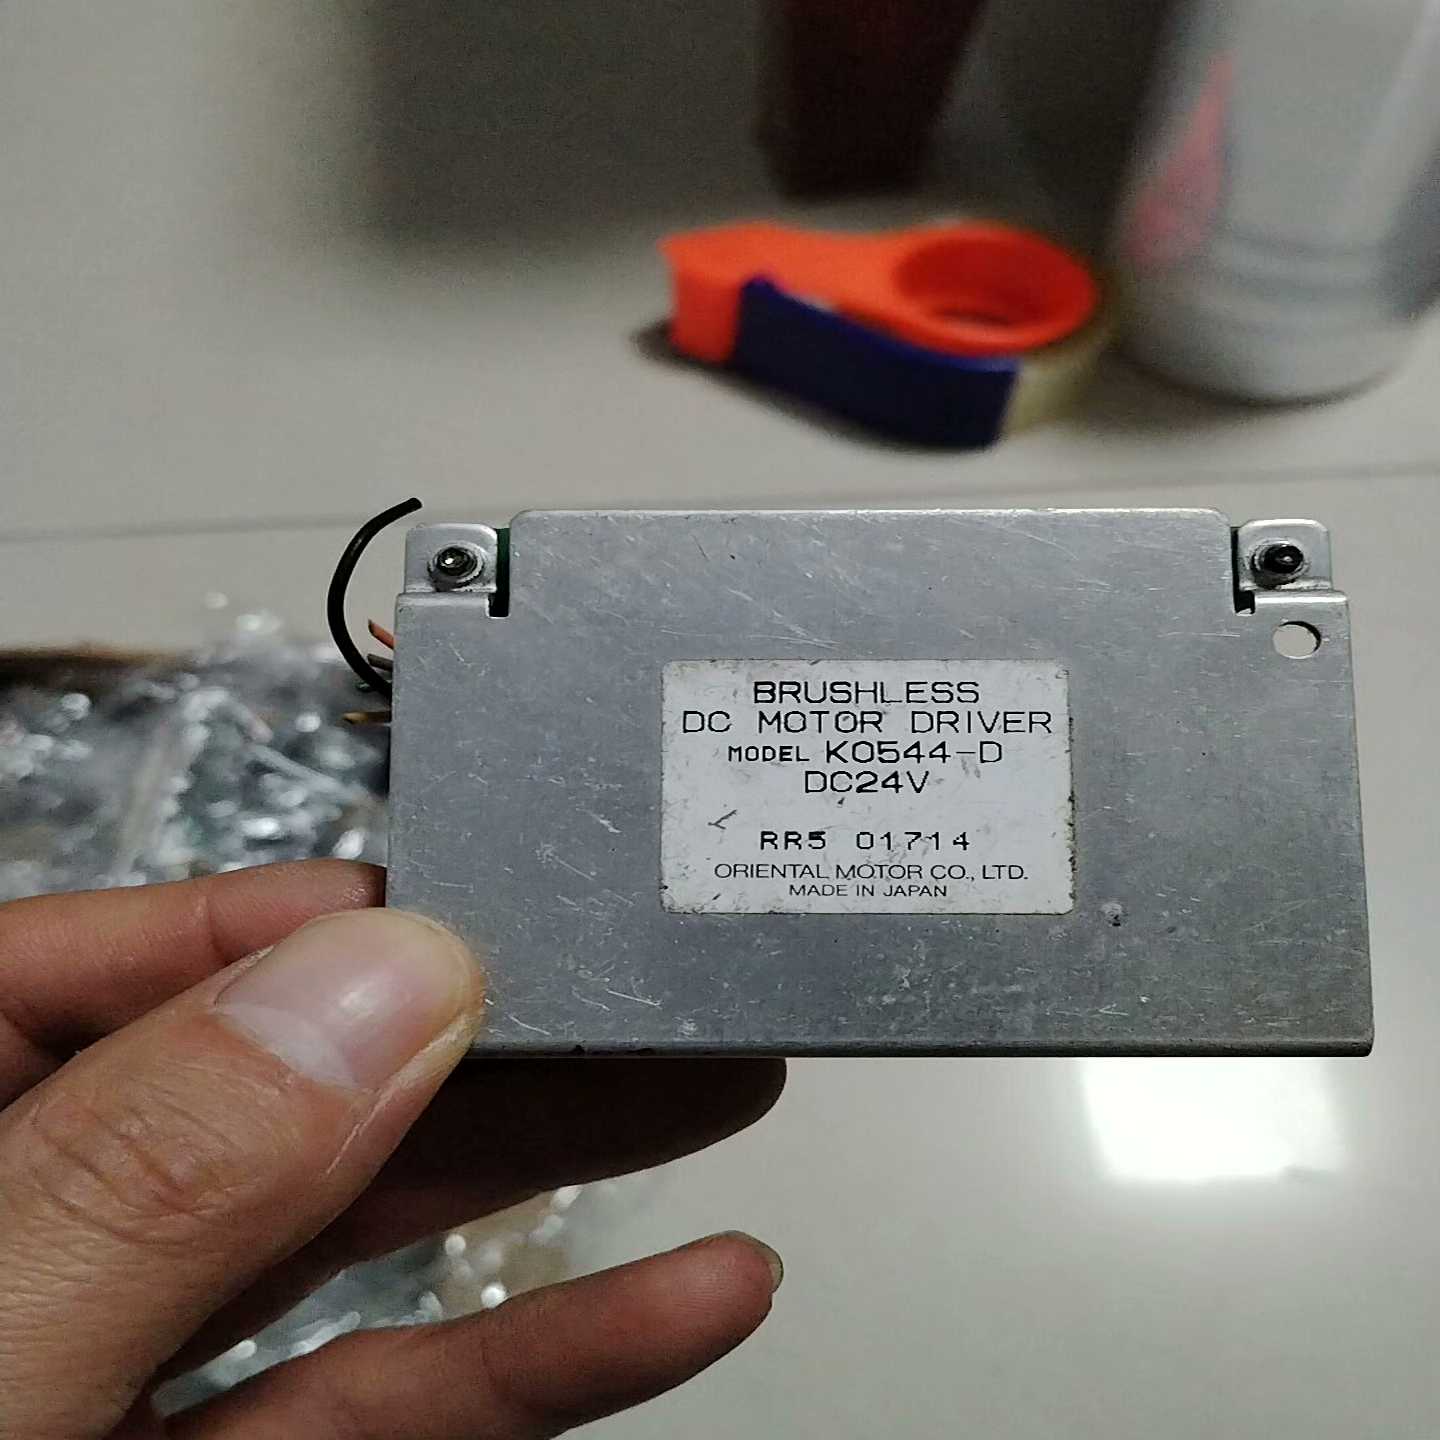 BRUSHLESS
DC MOTOR DRIVER
MODEL K0544-D
DC24V
RR5 01714
ORIENTAL MOTOR CO., LTD.
MADE IN JAPAN